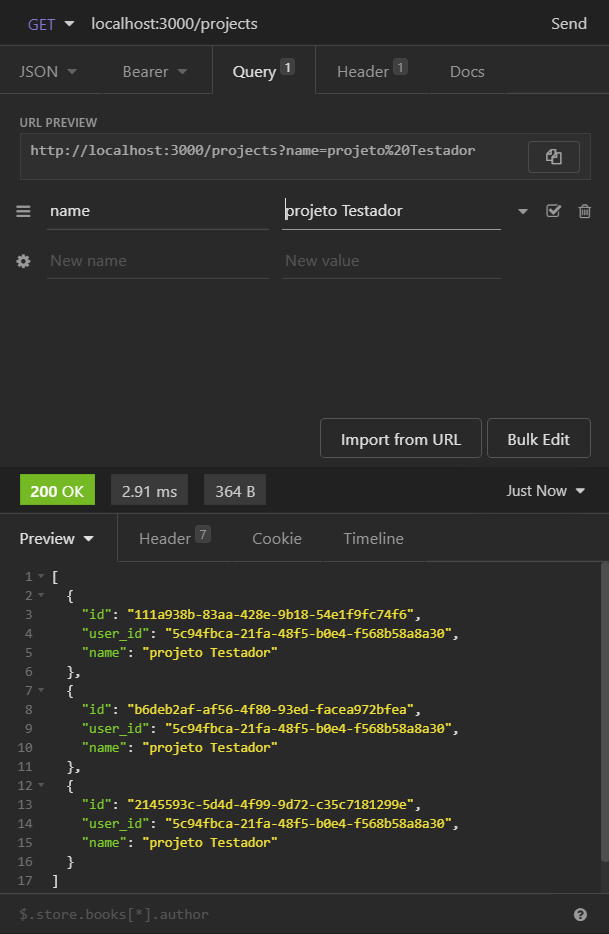 GET localhost:3000/projects Send
JSON Bearer Query 1 Header 1 Docs
URL PREVIEW
http://localhost:3000/projects?name=projeto%20Testador
name projeto Testador
New name New value
Import from URL Bulk Edit
200 OK 2.91 ms 364 B Just Now
Preview Header 7 Cookie Timeline
1 [
2 {
3 "id": "111a938b-83aa-428e-9b18-54e1f9fc74f6",
4 "user_id": "5c94fbca-21fa-48f5-b0e4-f568b58a8a30",
5 "name": "projeto Testador"
6 },
7 {
8 "id": "b6deb2af-af56-4f80-93ed-facea972bfea",
9 "user_id": "5c94fbca-21fa-48f5-b0e4-f568b58a8a30",
10 "name": "projeto Testador"
11 },
12 {
13 "id": "2145593c-5d4d-4f99-9d72-c35c7181299e",
14 "user_id": "5c94fbca-21fa-48f5-b0e4-f568b58a8a30",
15 "name": "projeto Testador"
16 }
17 ]
$.store.books[*].author ?